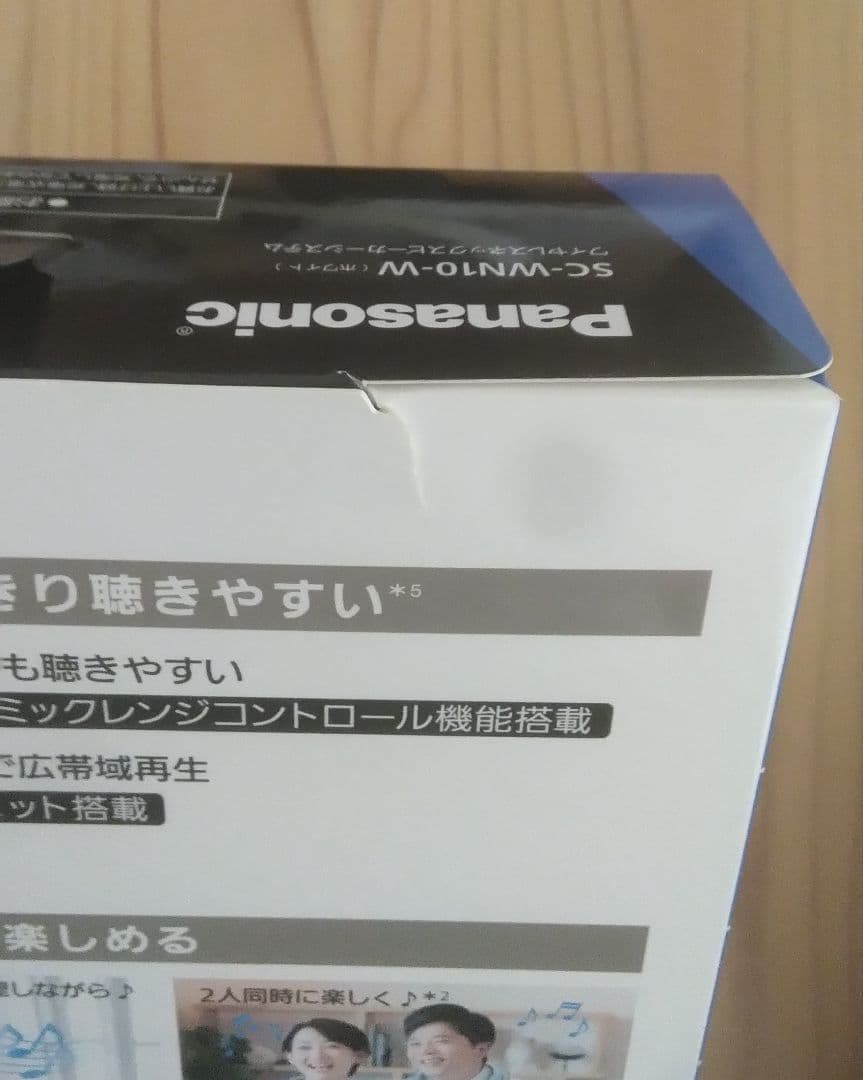 Panasonic®
SC-WN10-W（ホワイト）
ワイヤレスネックスピーカーシステム
きり聴きやすい*5
も聴きやすい
ミックレンジコントロール機能搭載
で広帯域再生
ット搭載
楽しめる
しながら♪
2人同時に楽しく♪*2